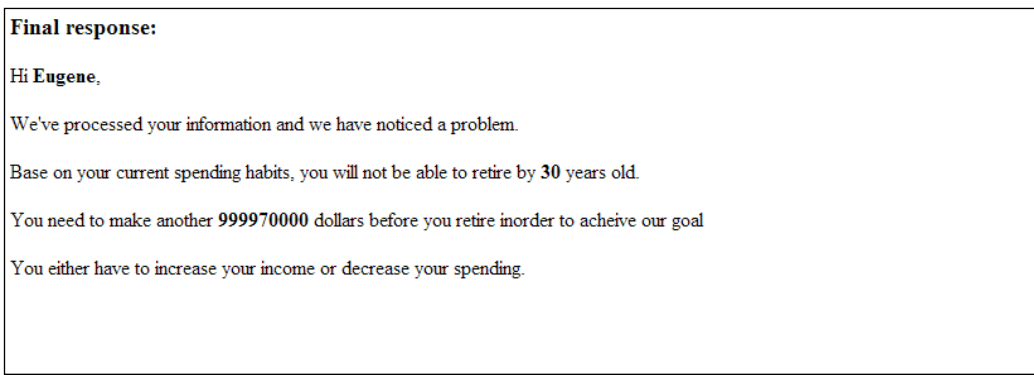 Final response:
Hi Eugene,
We've processed your information and we have noticed a problem.
Base on your current spending habits, you will not be able to retire by 30 years old.
You need to make another 999970000 dollars before you retire inorder to acheive our goal
You either have to increase your income or decrease your spending.